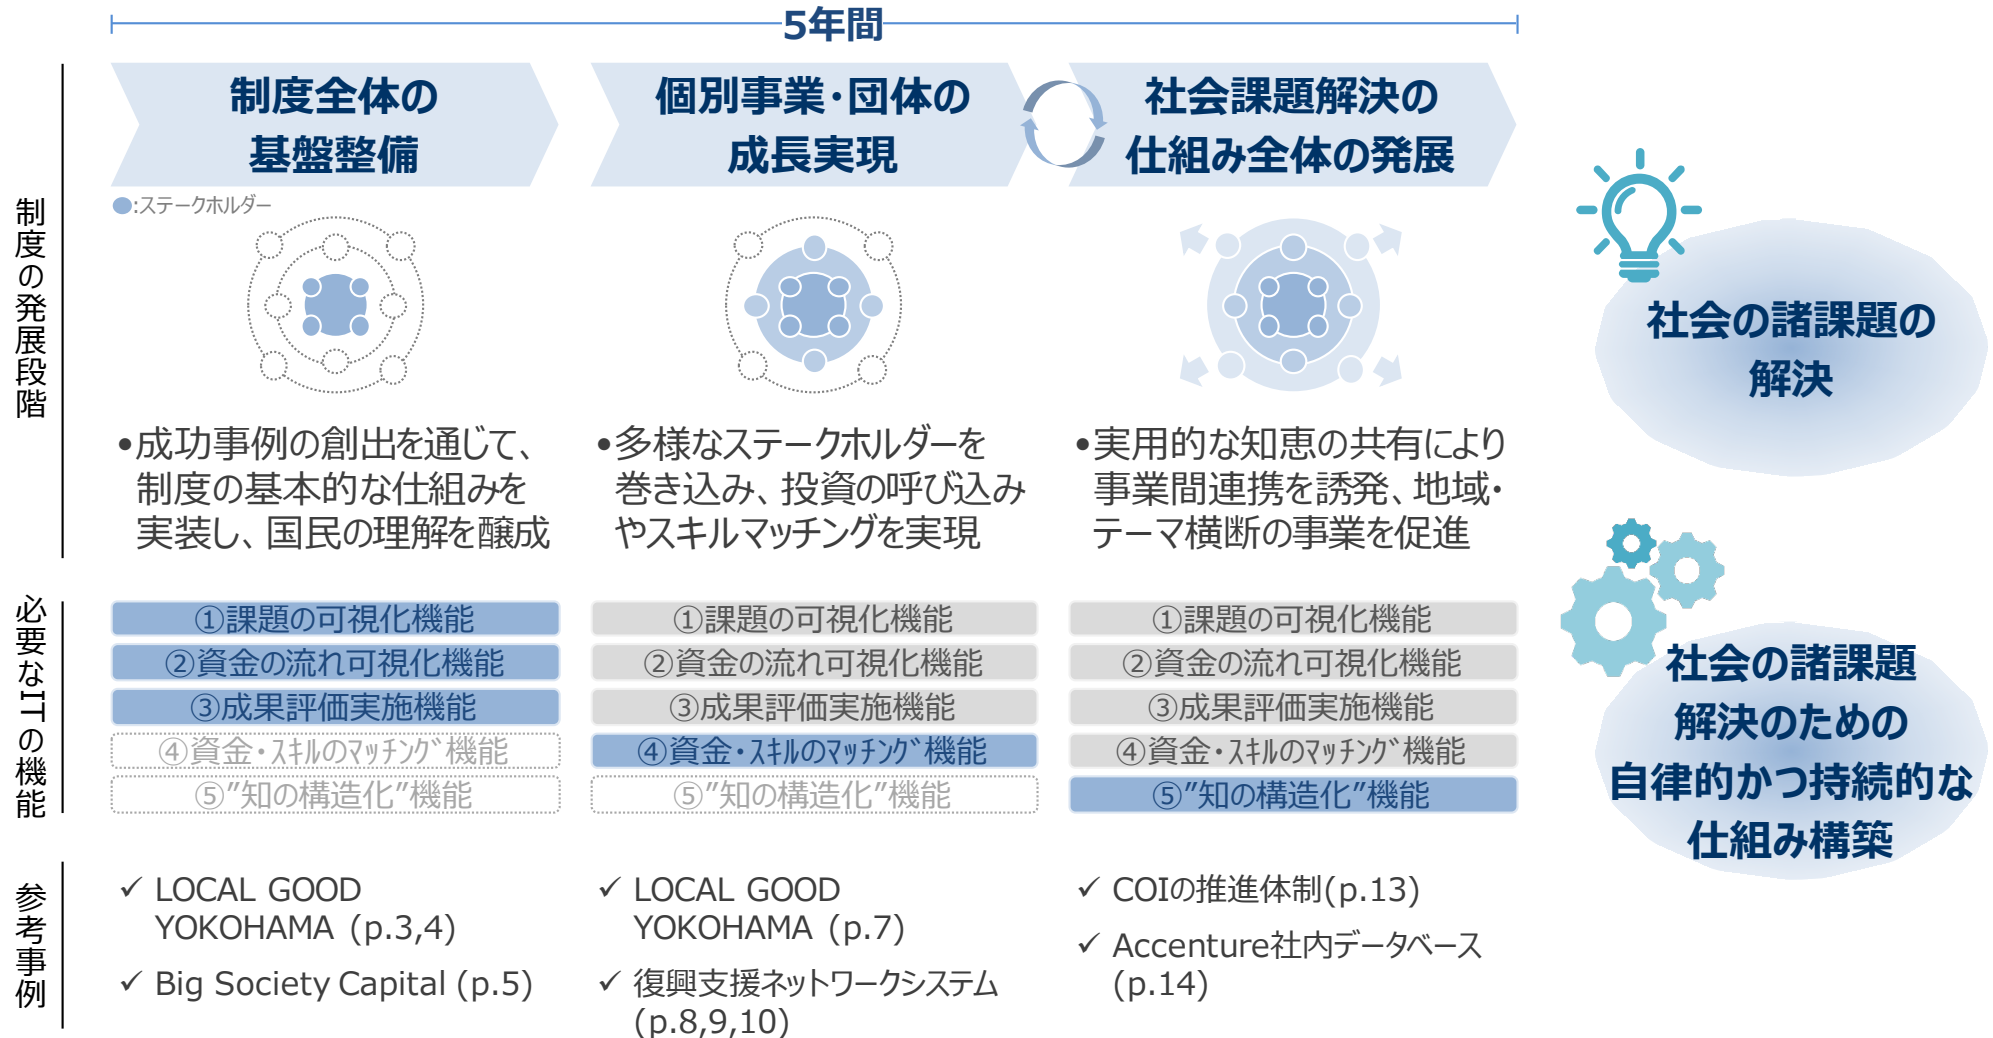 5年間
制度の発展段階
制度全体の
基盤整備
個別事業・団体の
成長実現
社会課題解決の
仕組み全体の発展
:ステークホルダー
•成功事例の創出を通じて、
制度の基本的な仕組みを
実装し、国民の理解を醸成
•多様なステークホルダーを
巻き込み、投資の呼び込み
やスキルマッチングを実現
•実用的な知恵の共有により
事業間連携を誘発、地域・
テーマ横断の事業を促進
必要なITの機能
①課題の可視化機能
②資金の流れ可視化機能
③成果評価実施機能
④資金・ｽｷﾙのﾏｯﾁﾝｸﾞ機能
⑤”知の構造化”機能
①課題の可視化機能
②資金の流れ可視化機能
③成果評価実施機能
④資金・ｽｷﾙのﾏｯﾁﾝｸﾞ機能
⑤”知の構造化”機能
①課題の可視化機能
②資金の流れ可視化機能
③成果評価実施機能
④資金・ｽｷﾙのﾏｯﾁﾝｸﾞ機能
⑤”知の構造化”機能
参考事例
✓ LOCAL GOOD
YOKOHAMA (p.3,4)
✓ Big Society Capital (p.5)
✓ LOCAL GOOD
YOKOHAMA (p.7)
✓ 復興支援ネットワークシステム
(p.8,9,10)
✓ COIの推進体制(p.13)
✓ Accenture社内データベース
(p.14)
社会の諸課題の
解決
社会の諸課題
解決のための
自律的かつ持続的な
仕組み構築